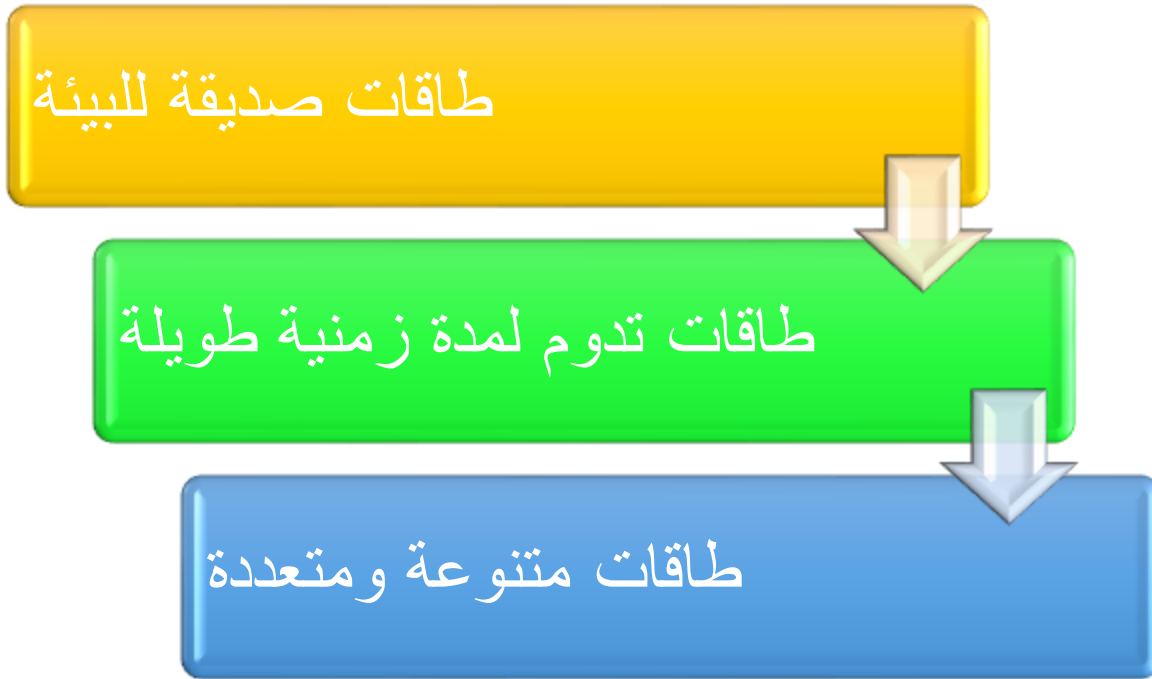 طاقات صديقة للبيئة
طاقات تدوم لمدة زمنية طويلة
طاقات متنوعة ومتعددة